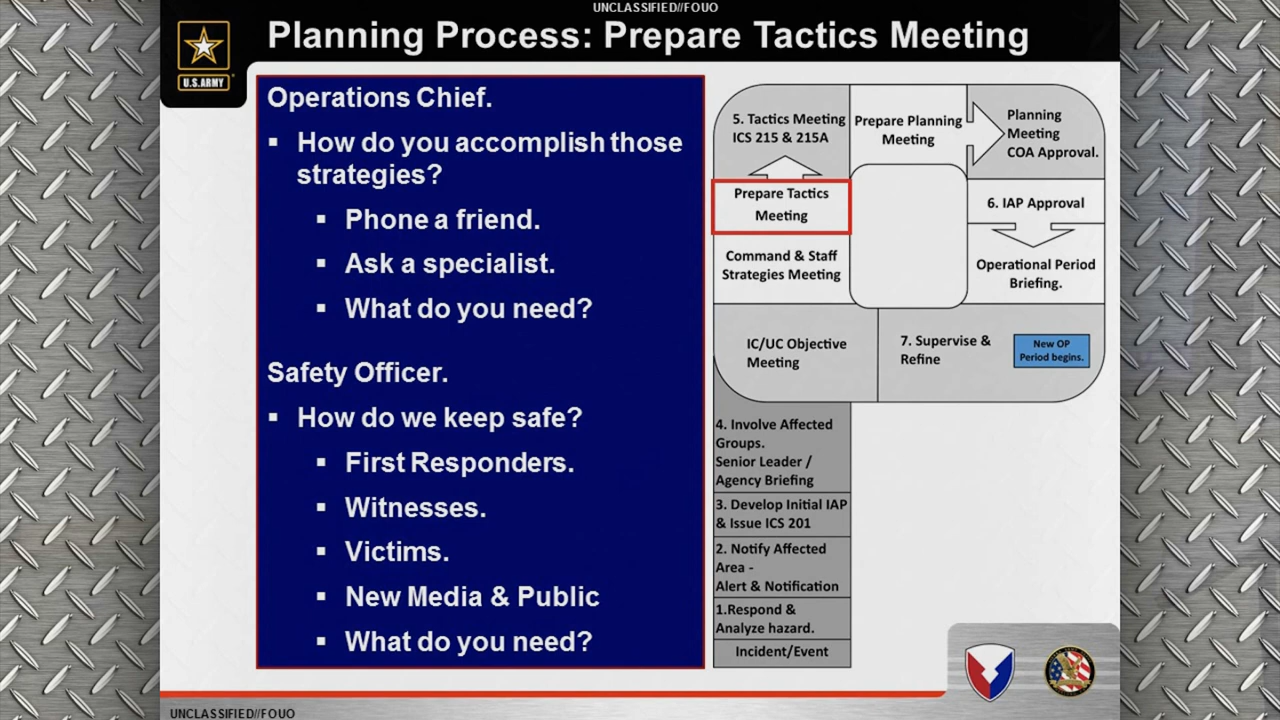 UNCLASSIFIED//FOUO
Planning Process: Prepare Tactics Meeting
U.S.ARMY
Operations Chief.
▪ How do you accomplish those
strategies?
▪ Phone a friend.
▪ Ask a specialist.
▪ What do you need?
Safety Officer.
▪ How do we keep safe?
▪ First Responders.
▪ Witnesses.
▪ Victims.
▪ New Media & Public
▪ What do you need?
5. Tactics Meeting
ICS 215 & 215A
Prepare Planning
Meeting
Planning
Meeting
COA Approval.
Prepare Tactics
Meeting
6. IAP Approval
Command & Staff
Strategies Meeting
Operational Period
Briefing.
IC/UC Objective
Meeting
7. Supervise &
Refine
New OP
Period begins.
4. Involve Affected
Groups.
Senior Leader /
Agency Briefing
3. Develop Initial IAP
& Issue ICS 201
2. Notify Affected
Area -
Alert & Notification
1.Respond &
Analyze hazard.
Incident/Event
UNCLASSIFIED//FOUO